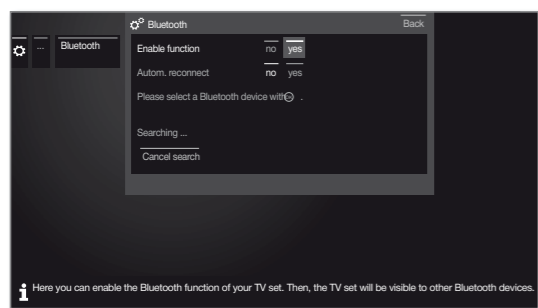 Bluetooth Back
... Bluetooth
Enable function no yes
Autom. reconnect no yes
Please select a Bluetooth device with OK .
Searching ...
Cancel search
Here you can enable the Bluetooth function of your TV set. Then, the TV set will be visible to other Bluetooth devices.